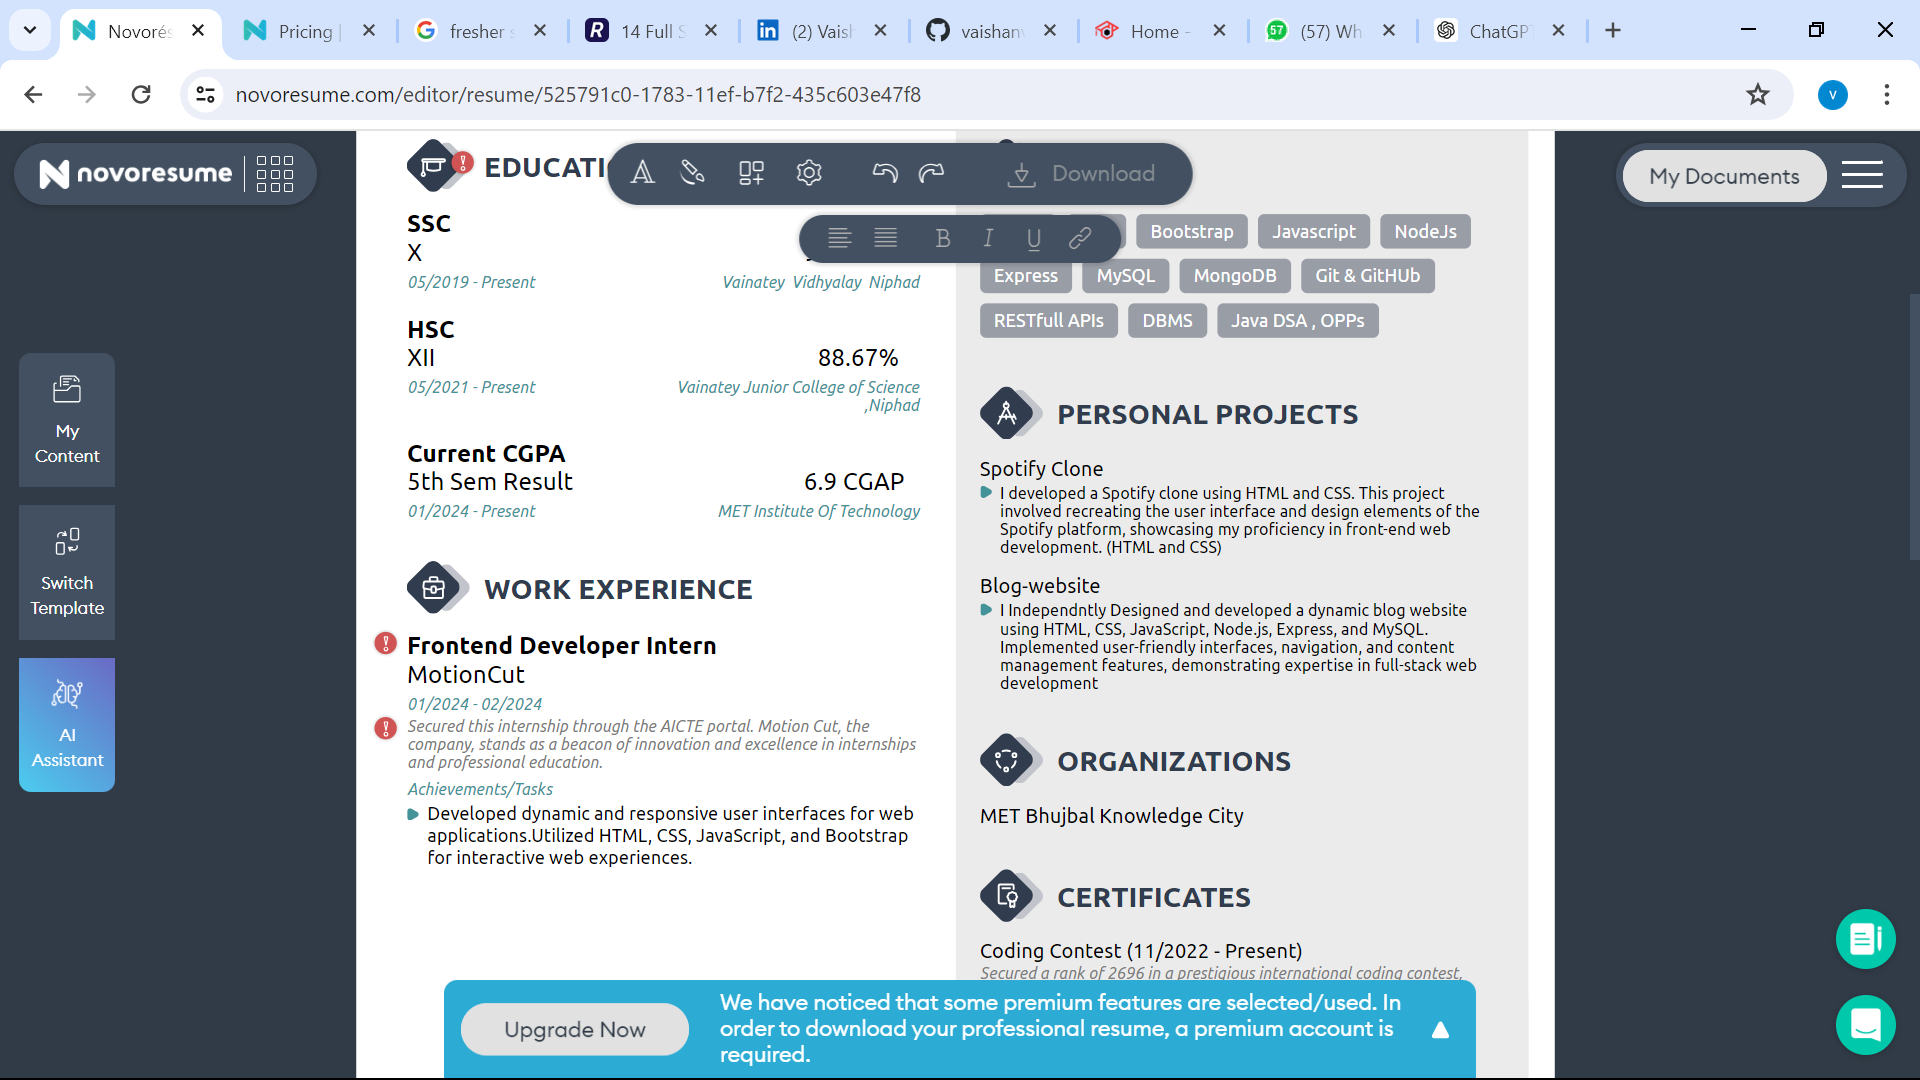 Novorés
Pricing |
fresher s
14 Full S
(2) Vaish
vaishanv
Home -
(57) Wh
ChatGPT
novoresume.com/editor/resume/525791c0-1783-11ef-b7f2-435c603e47f8
V
novoresume
Download
My Documents
My
Content
Switch
Template
AI
Assistant
EDUCATI
SSC
X
05/2019 - Present
Vainatey Vidhyalay Niphad
HSC
XII
88.67%
05/2021 - Present
Vainatey Junior College of Science
,Niphad
Current CGPA
5th Sem Result
6.9 CGAP
01/2024 - Present
MET Institute Of Technology
WORK EXPERIENCE
Frontend Developer Intern
MotionCut
01/2024 - 02/2024
Secured this internship through the AICTE portal. Motion Cut, the
company, stands as a beacon of innovation and excellence in internships
and professional education.
Achievements/Tasks
Developed dynamic and responsive user interfaces for web
applications.Utilized HTML, CSS, JavaScript, and Bootstrap
for interactive web experiences.
Bootstrap
Javascript
NodeJs
Express
MySQL
MongoDB
Git & GitHUb
RESTfull APIs
DBMS
Java DSA , OPPs
PERSONAL PROJECTS
Spotify Clone
I developed a Spotify clone using HTML and CSS. This project
involved recreating the user interface and design elements of the
Spotify platform, showcasing my proficiency in front-end web
development. (HTML and CSS)
Blog-website
I Independntly Designed and developed a dynamic blog website
using HTML, CSS, JavaScript, Node.js, Express, and MySQL.
Implemented user-friendly interfaces, navigation, and content
management features, demonstrating expertise in full-stack web
development
ORGANIZATIONS
MET Bhujbal Knowledge City
CERTIFICATES
Coding Contest (11/2022 - Present)
Secured a rank of 2696 in a prestigious international coding contest,
Upgrade Now
We have noticed that some premium features are selected/used. In
order to download your professional resume, a premium account is
required.